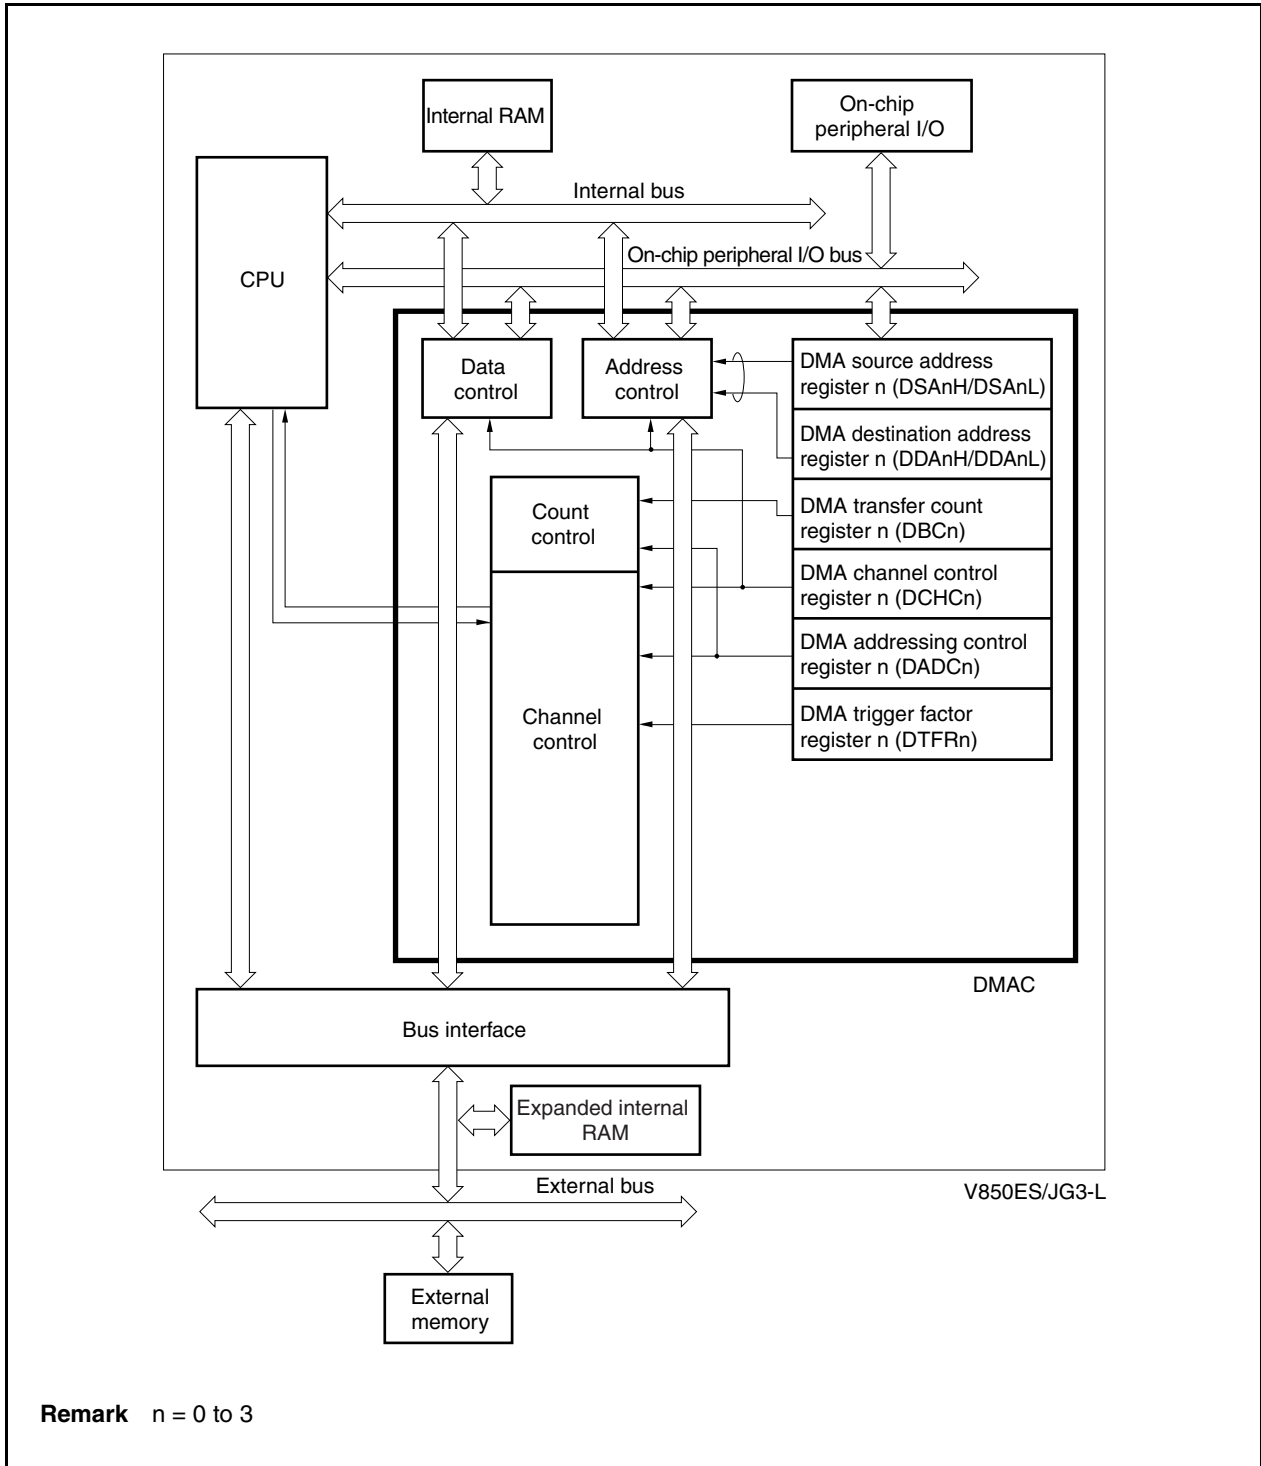 Internal RAM
On-chip
peripheral I/O
Internal bus
On-chip peripheral I/O bus
CPU
Data
control
Address
control
DMA source address
register n (DSAnH/DSAnL)
DMA destination address
register n (DDAnH/DDAnL)
Count
control
DMA transfer count
register n (DBCn)
DMA channel control
register n (DCHCn)
DMA addressing control
register n (DADCn)
Channel
control
DMA trigger factor
register n (DTFRn)
DMAC
Bus interface
Expanded internal
RAM
External bus
V850ES/JG3-L
External
memory
Remark n = 0 to 3